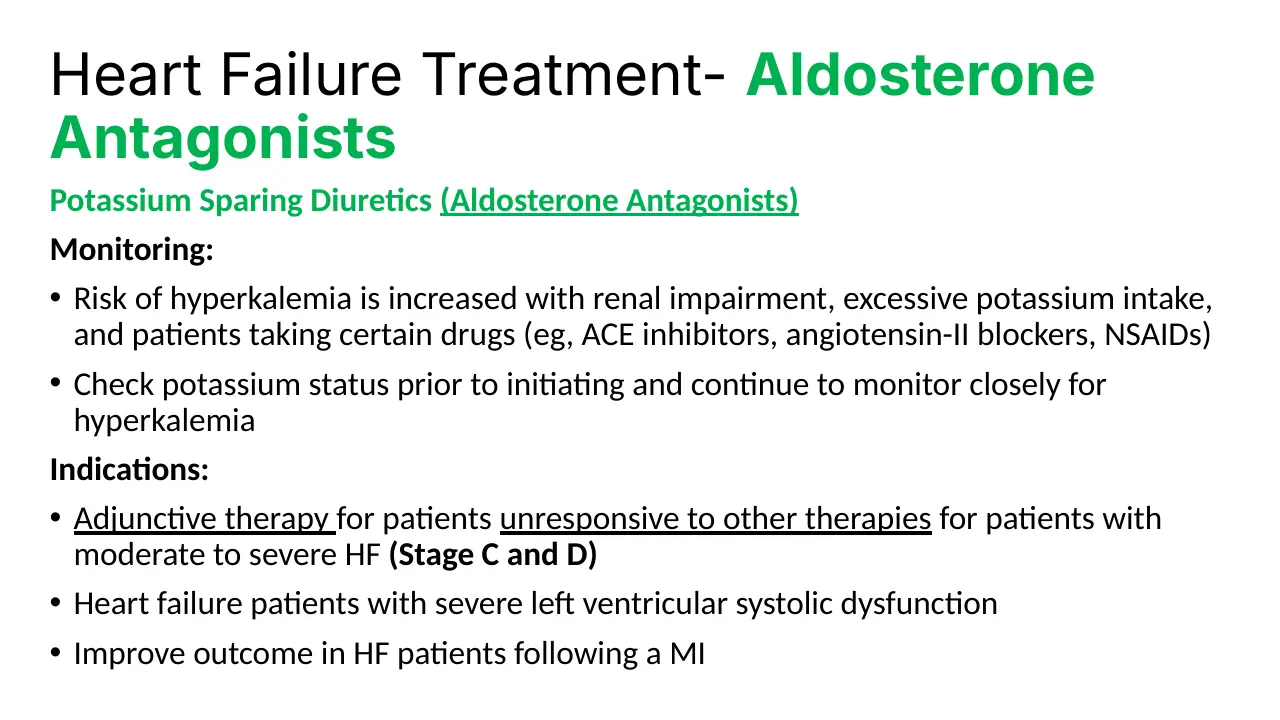 Heart Failure Treatment- Aldosterone
Antagonists
Potassium Sparing Diuretics (Aldosterone Antagonists)
Monitoring:
• Risk of hyperkalemia is increased with renal impairment, excessive potassium intake,
and patients taking certain drugs (eg, ACE inhibitors, angiotensin-II blockers, NSAIDs)
• Check potassium status prior to initiating and continue to monitor closely for
hyperkalemia
Indications:
• Adjunctive therapy for patients unresponsive to other therapies for patients with
moderate to severe HF (Stage C and D)
• Heart failure patients with severe left ventricular systolic dysfunction
• Improve outcome in HF patients following a MI